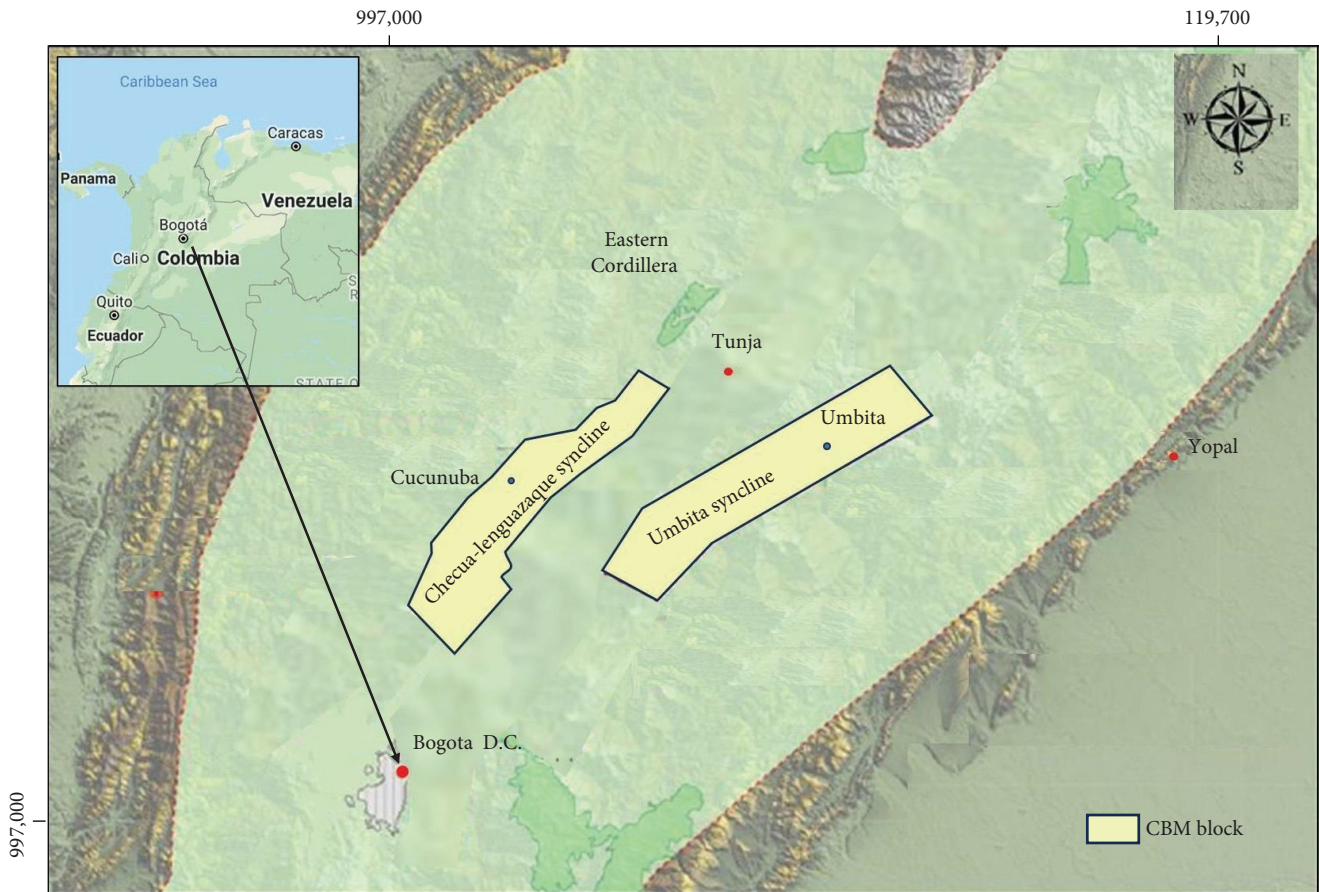 997,000
119,700
Caribbean Sea
Caracas
Panama
Venezuela
Bogotá
Cali
Colombia
Quito
Ecuador
N
W
E
S
Eastern
Cordillera
Tunja
Umbita
Cucunuba
Yopal
Checua-lenguazaque syncline
Umbita syncline
Bogota D.C.
997,000
CBM block